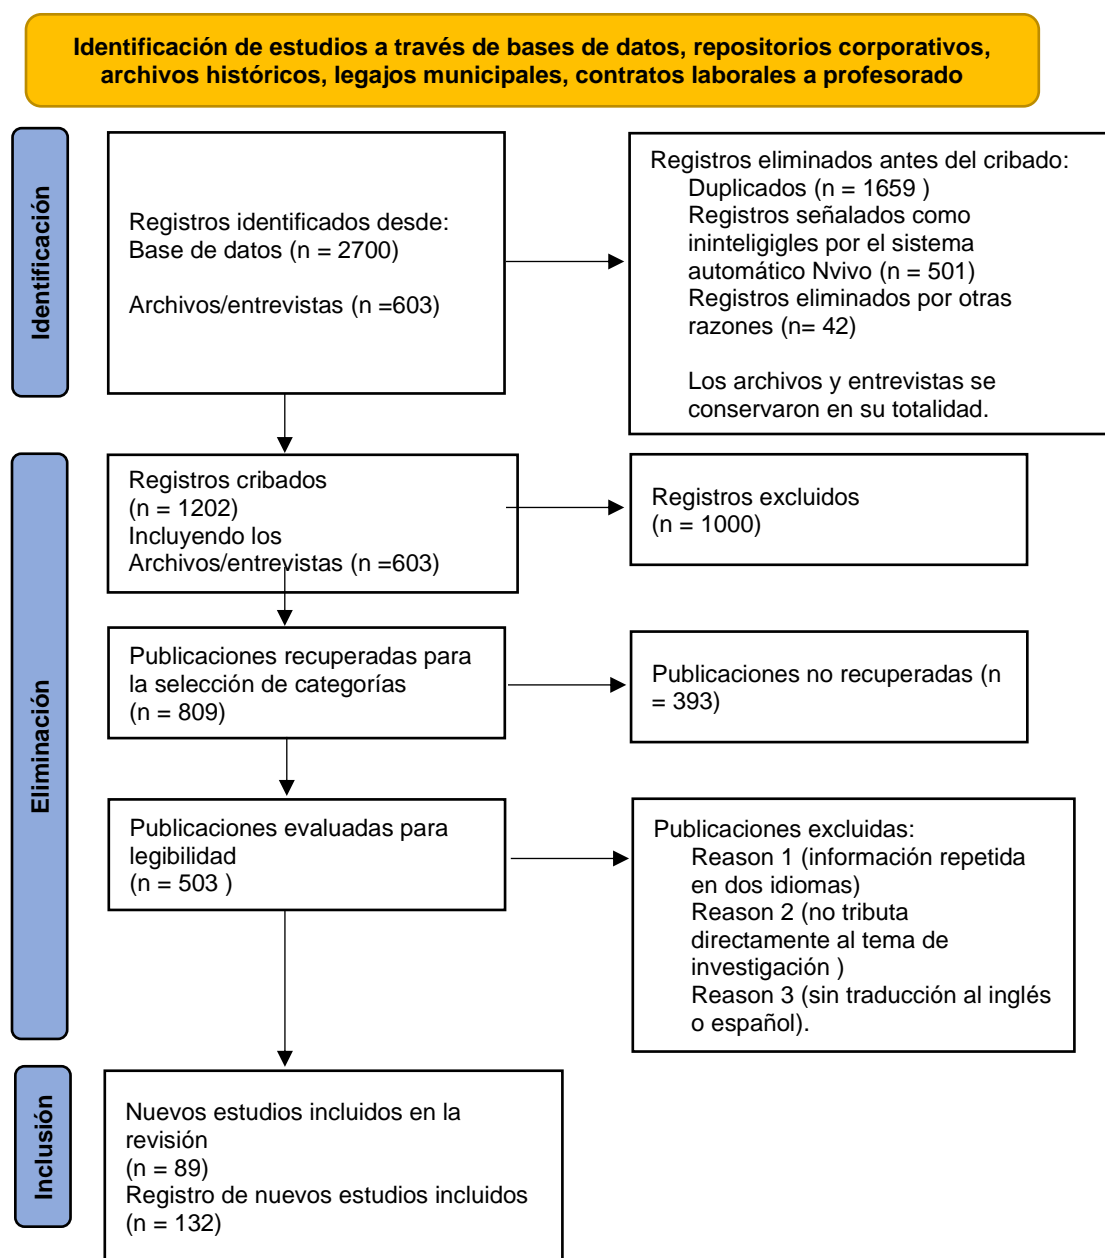 Identificación de estudios a través de bases de datos, repositorios corporativos,
archivos históricos, legajos municipales, contratos laborales a profesorado
Identificación
Registros identificados desde:
Base de datos (n = 2700)
Archivos/entrevistas (n =603)
Registros eliminados antes del cribado:
Duplicados (n = 1659 )
Registros señalados como
ininteligigles por el sistema
automático Nvivo (n = 501)
Registros eliminados por otras
razones (n= 42)
Los archivos y entrevistas se
conservaron en su totalidad.
Eliminación
Registros cribados
(n = 1202)
Incluyendo los
Archivos/entrevistas (n =603)
Registros excluidos
(n = 1000)
Publicaciones recuperadas para
la selección de categorías
(n = 809)
Publicaciones no recuperadas (n
= 393)
Publicaciones evaluadas para
legibilidad
(n = 503 )
Publicaciones excluidas:
Reason 1 (información repetida
en dos idiomas)
Reason 2 (no tributa
directamente al tema de
investigación )
Reason 3 (sin traducción al inglés
o español).
Inclusión
Nuevos estudios incluidos en la
revisión
(n = 89)
Registro de nuevos estudios incluidos
(n = 132)